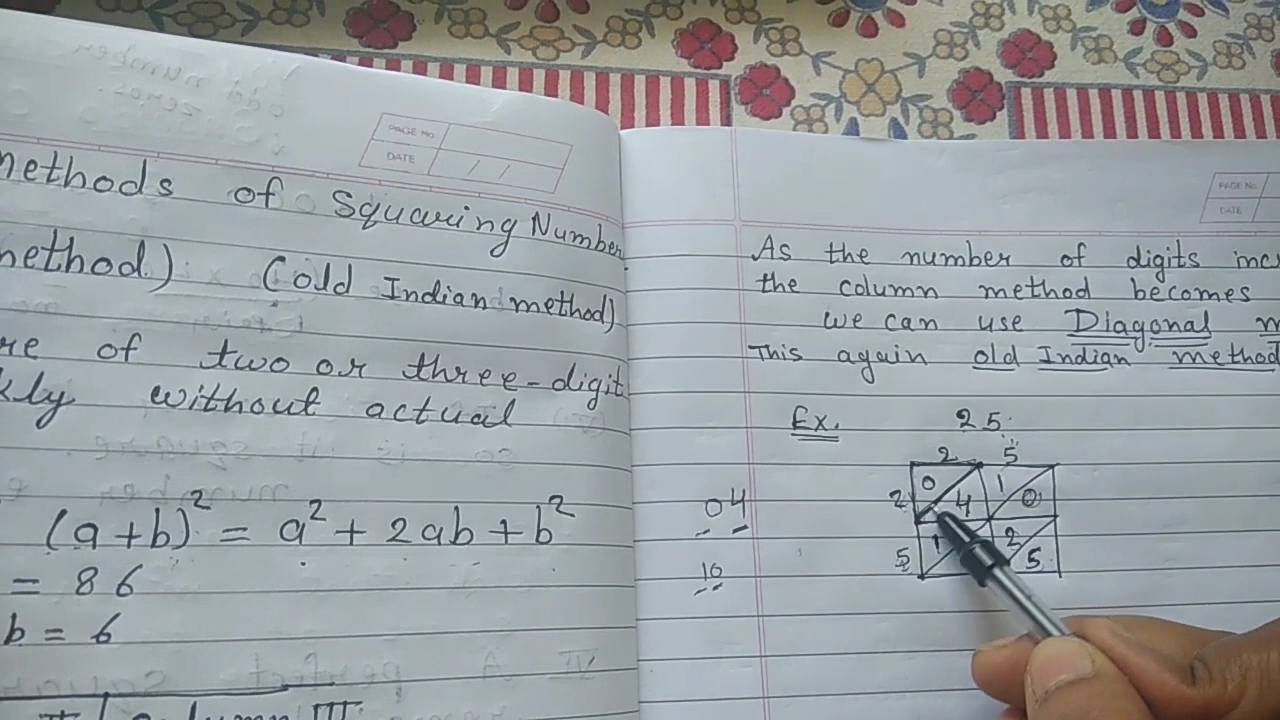 PAGE No.
DATE / /
methods of Squaring Number
method.) (old Indian method)
re of two or three-digit
kly without actual
(a+b)² = a² + 2ab + b²
= 86
b = 6
column III
PAGE No.
DATE
As the number of digits inc
the column method becomes
we can use Diagonal m
This again old Indian method
Ex. 25.
2 5
2 0 4 1 0
5 1 2 5
04
10